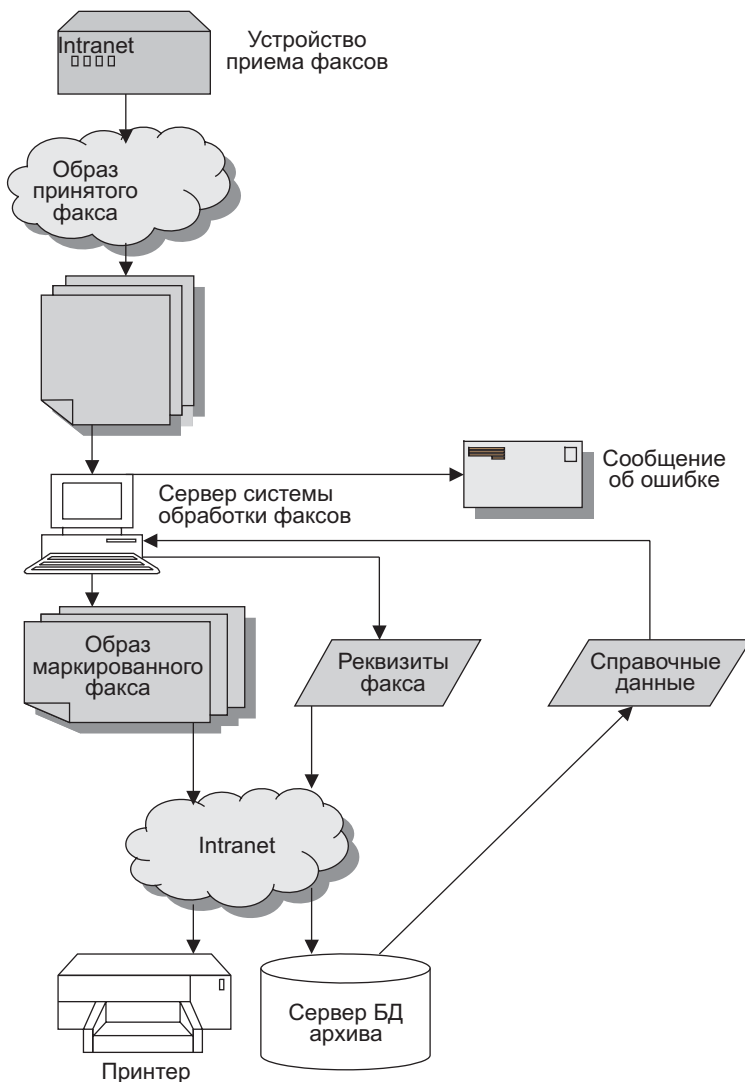 Intranet
Устройство
приема факсов
Образ
принятого
факса
Сообщение
об ошибке
Сервер системы
обработки факсов
Образ
маркированного
факса
Реквизиты
факса
Справочные
данные
Intranet
Сервер БД
архива
Принтер